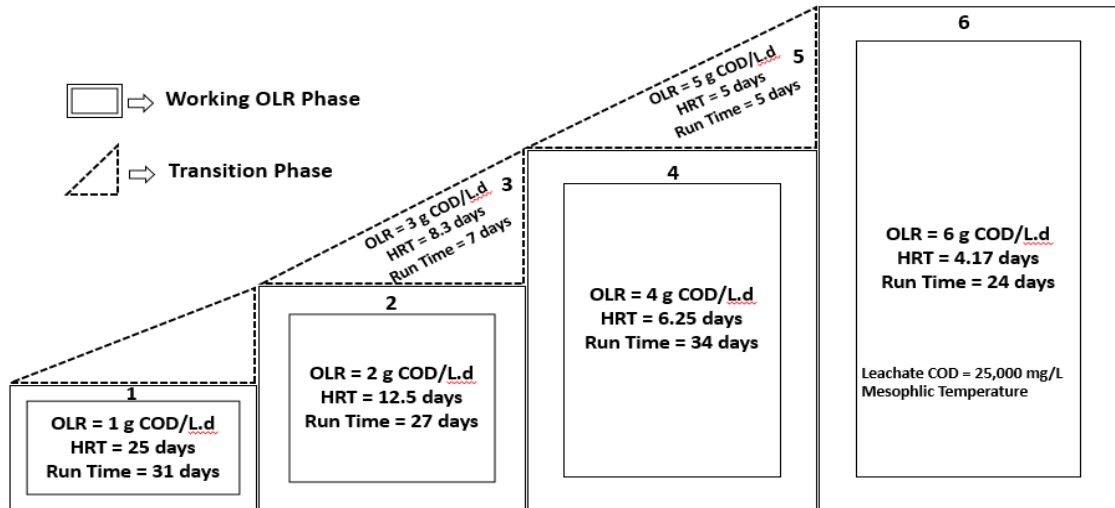 Working OLR Phase
Transition Phase
1
OLR = 1 g COD/L.d
HRT = 25 days
Run Time = 31 days
2
OLR = 2 g COD/L.d
HRT = 12.5 days
Run Time = 27 days
3
OLR = 3 g COD/L.d
HRT = 8.3 days
Run Time = 7 days
4
OLR = 4 g COD/L.d
HRT = 6.25 days
Run Time = 34 days
5
OLR = 5 g COD/L.d
HRT = 5 days
Run Time = 5 days
6
OLR = 6 g COD/L.d
HRT = 4.17 days
Run Time = 24 days
Leachate COD = 25,000 mg/L
Mesophlic Temperature